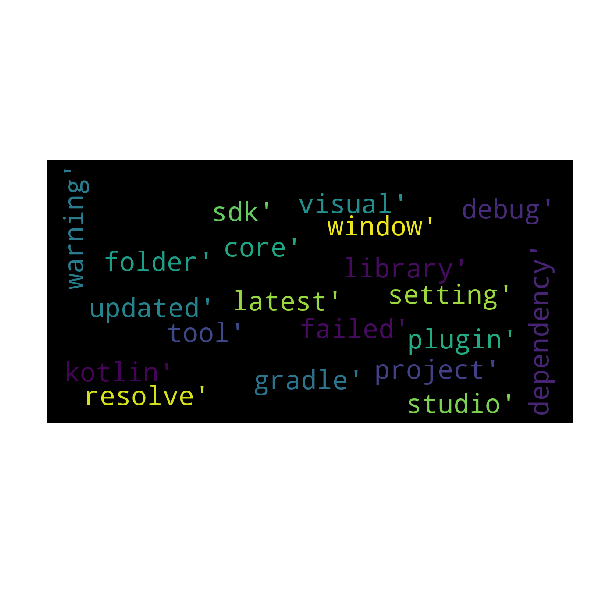 warning'
sdk'
visual'
debug'
window'
core'
folder'
library'
dependency'
updated'
latest'
setting'
tool'
failed'
plugin'
kotlin'
gradle'
project'
resolve'
studio'